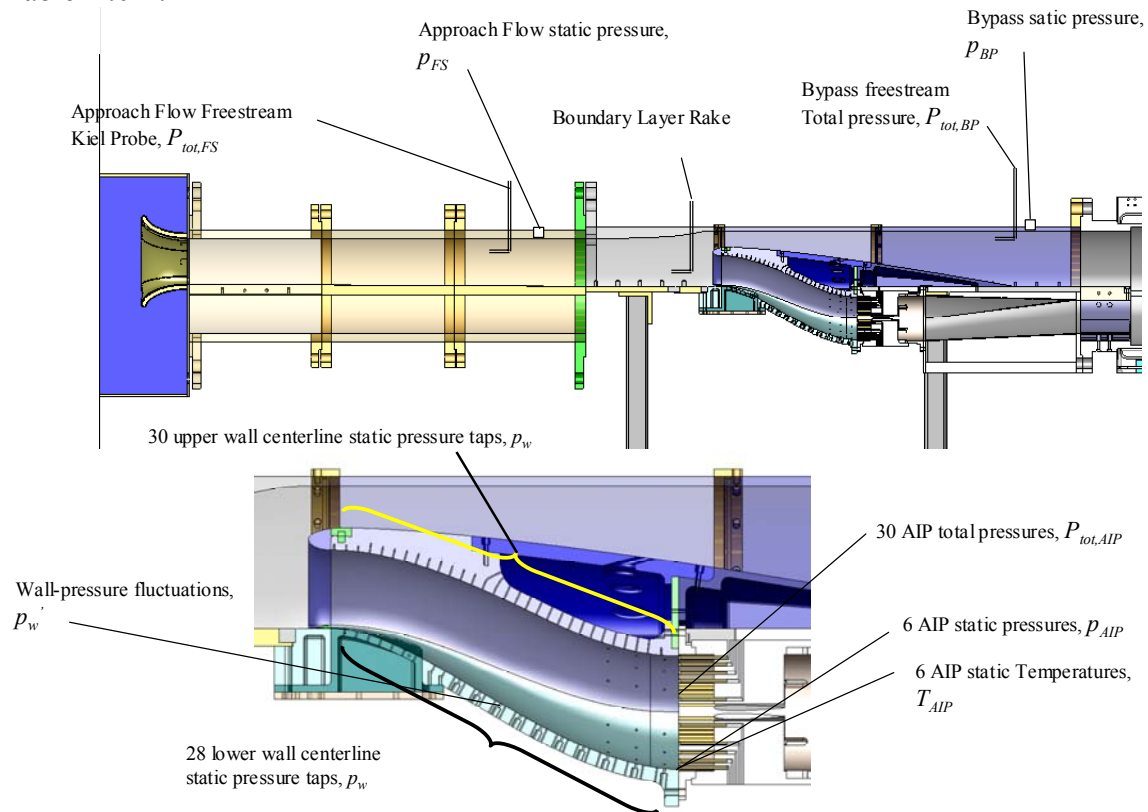 Approach Flow static pressure,
p_FS
Bypass satic pressure,
p_BP
Approach Flow Freestream
Kiel Probe, P_tot,FS
Boundary Layer Rake
Bypass freestream
Total pressure, P_tot,BP
30 upper wall centerline static pressure taps, p_w
Wall-pressure fluctuations,
p_w'
30 AIP total pressures, P_tot,AIP
6 AIP static pressures, p_AIP
6 AIP static Temperatures,
T_AIP
28 lower wall centerline
static pressure taps, p_w